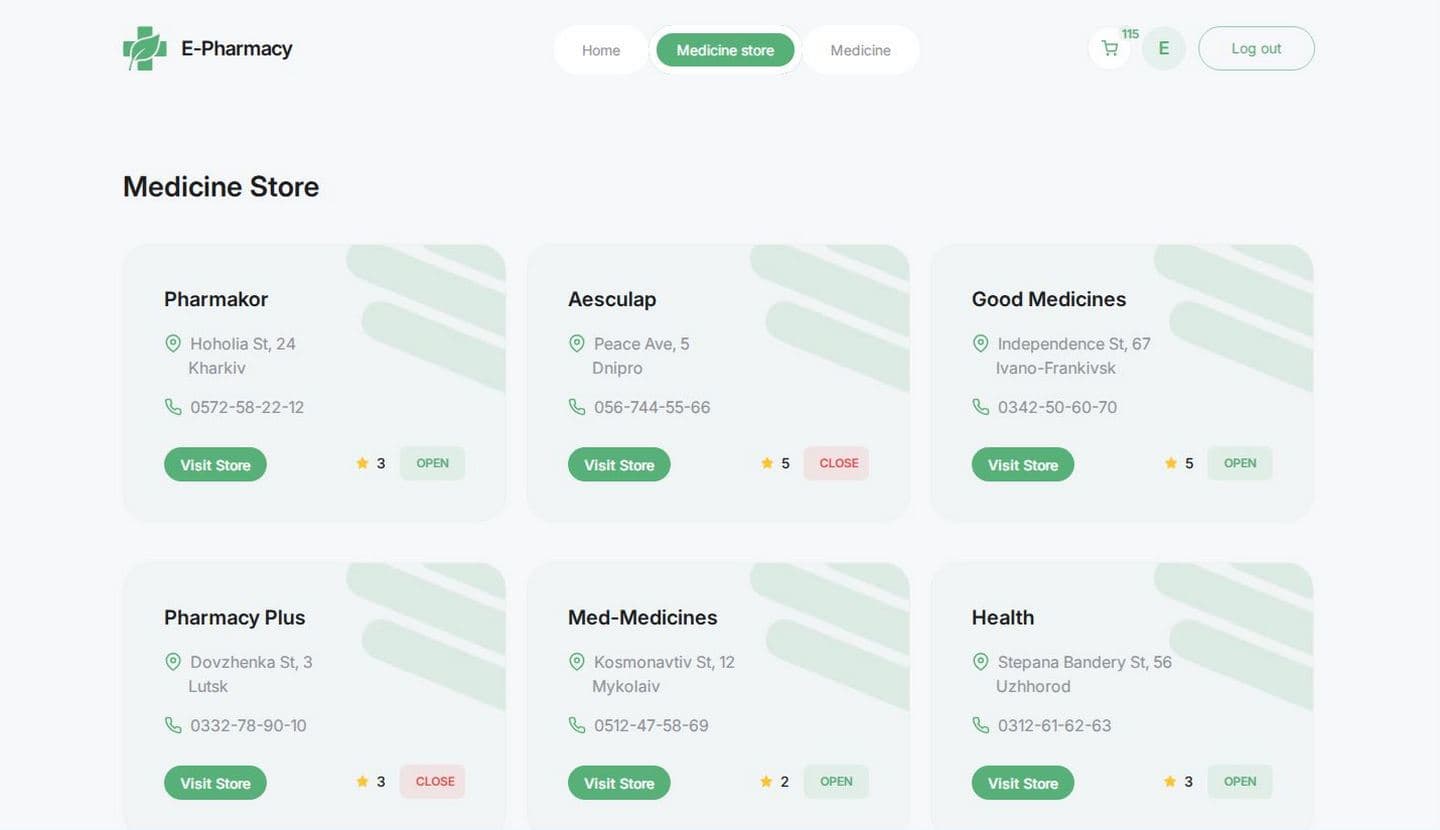 E-Pharmacy
Home
Medicine store
Medicine
115
E
Log out
Medicine Store
Pharmakor
Hoholia St, 24
Kharkiv
0572-58-22-12
Visit Store
3
OPEN
Aesculap
Peace Ave, 5
Dnipro
056-744-55-66
Visit Store
5
CLOSE
Good Medicines
Independence St, 67
Ivano-Frankivsk
0342-50-60-70
Visit Store
5
OPEN
Pharmacy Plus
Dovzhenka St, 3
Lutsk
0332-78-90-10
Visit Store
3
CLOSE
Med-Medicines
Kosmonavtiv St, 12
Mykolaiv
0512-47-58-69
Visit Store
2
OPEN
Health
Stepana Bandery St, 56
Uzhhorod
0312-61-62-63
Visit Store
3
OPEN